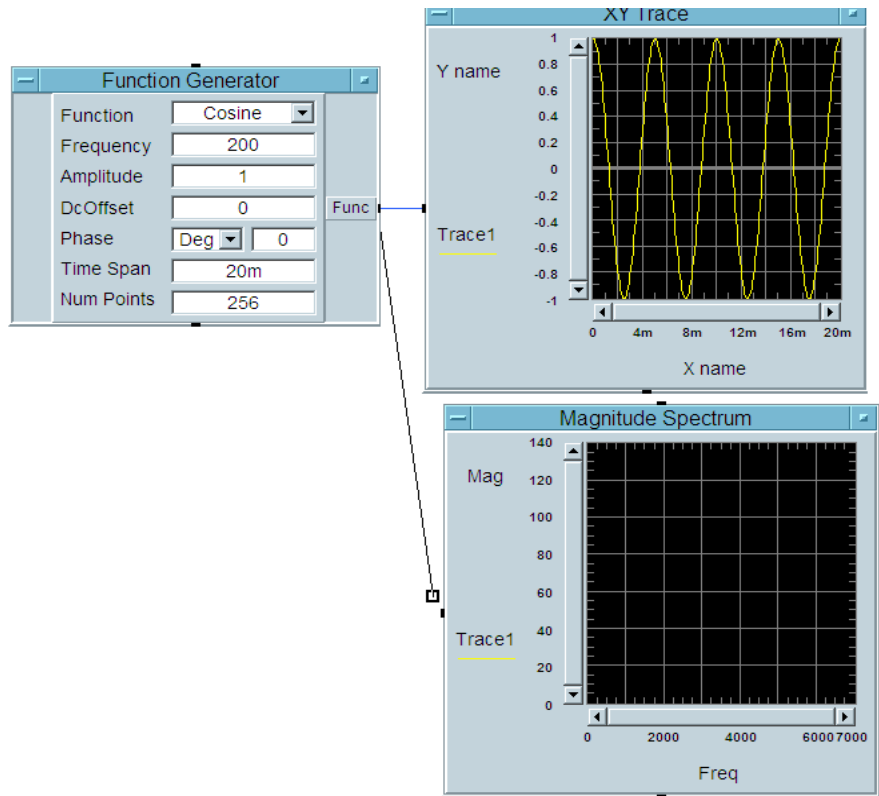 Function Generator
Function Cosine
Frequency 200
Amplitude 1
DcOffset 0
Func
Phase Deg 0
Time Span 20m
Num Points 256
XY Trace
Y name
Trace1
1
0.8
0.6
0.4
0.2
0
-0.2
-0.4
-0.6
-0.8
-1
0 4m 8m 12m 16m 20m
X name
Magnitude Spectrum
Mag
Trace1
140
120
100
80
60
40
20
0
0 2000 4000 6000 7000
Freq